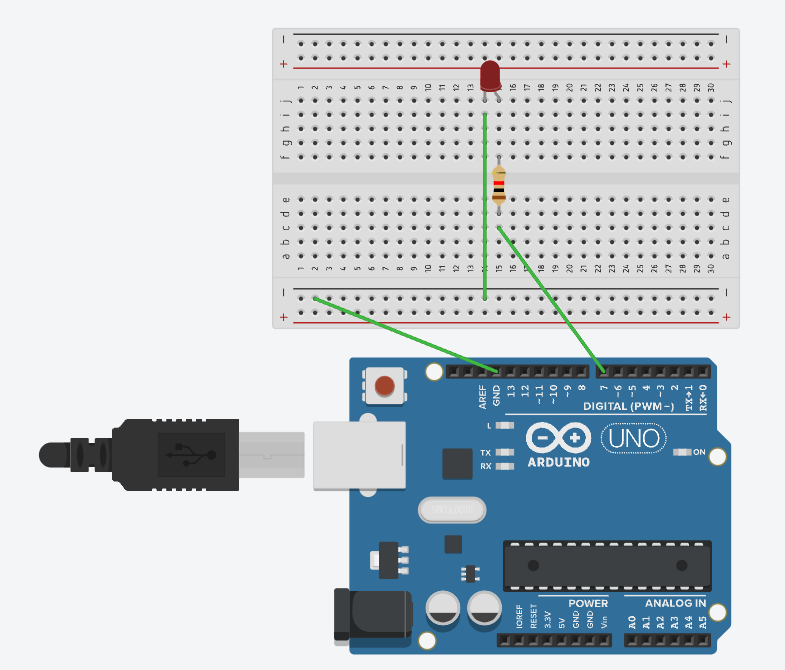 − −
+ +
1 2 3 4 5 6 7 8 9 10 11 12 13 15 16 17 18 19 20 21 22 23 24 25 26 27 28 29 30
j j
i i
h h
g g
f f
e e
d d
c c
b b
a a
1 2 3 4 5 6 7 8 9 10 11 12 13 15 16 17 18 19 20 21 22 23 24 25 26 27 28 29 30
− −
+ +
AREF GND 13 12 ~11 ~10 ~9 8 7 ~6 ~5 4 ~3 2 TX→1 RX←0
DIGITAL (PWM~)
L
TX
RX
ARDUINO
UNO
ON
POWER
ANALOG IN
IOREF RESET 3.3V 5V GND GND Vin A0 A1 A2 A3 A4 A5